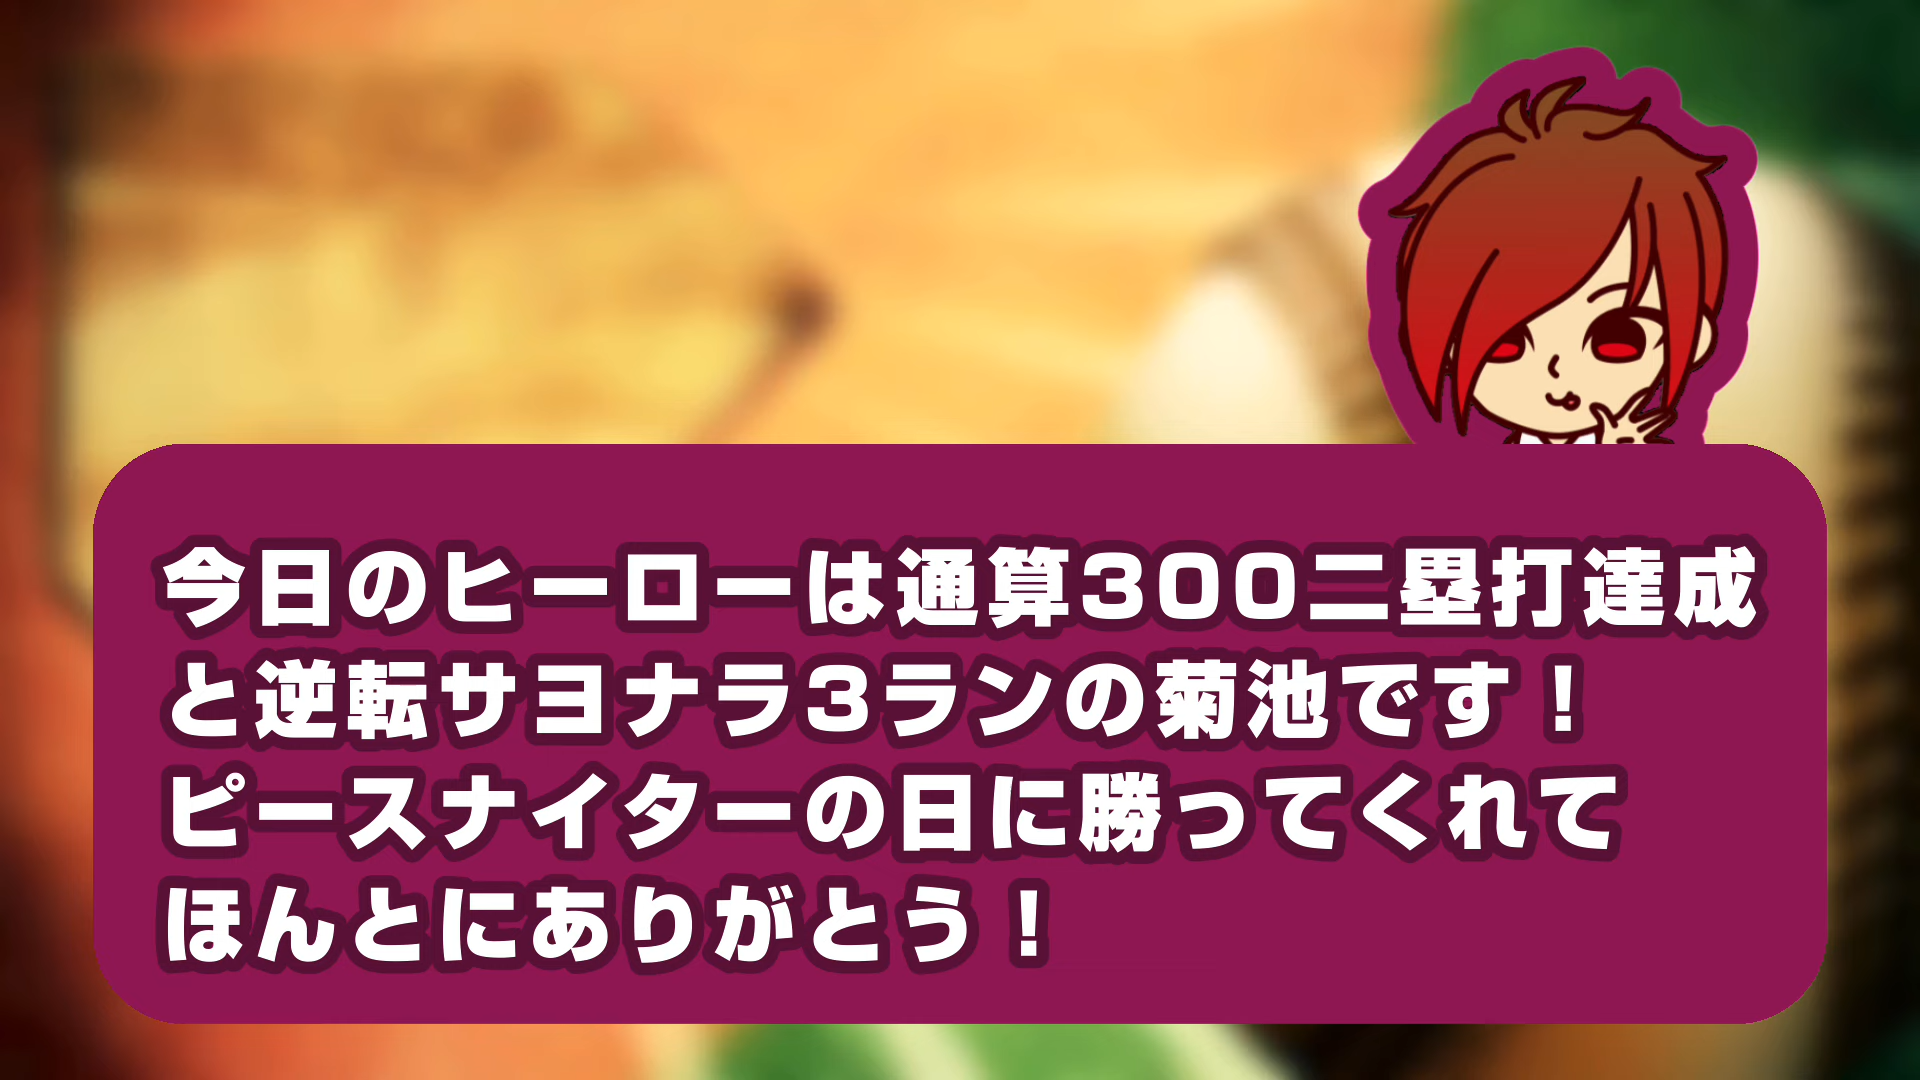 今日のヒーローは通算300二塁打達成
と逆転サヨナラ3ランの菊池です！
ピースナイターの日に勝ってくれて
ほんとにありがとう！